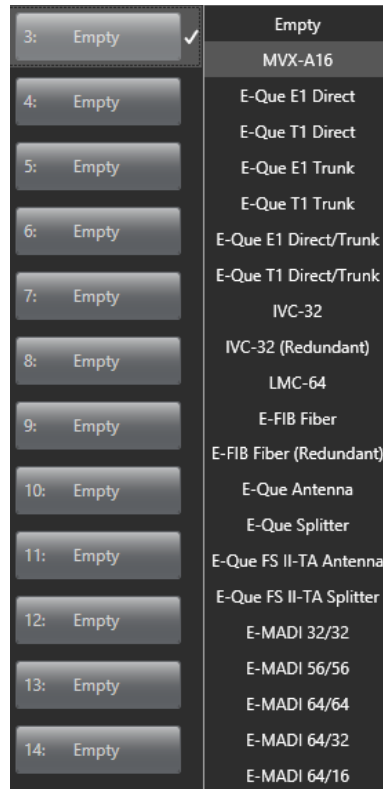 3: Empty
4: Empty
5: Empty
6: Empty
7: Empty
8: Empty
9: Empty
10: Empty
11: Empty
12: Empty
13: Empty
14: Empty
Empty
MVX-A16
E-Que E1 Direct
E-Que T1 Direct
E-Que E1 Trunk
E-Que T1 Trunk
E-Que E1 Direct/Trunk
E-Que T1 Direct/Trunk
IVC-32
IVC-32 (Redundant)
LMC-64
E-FIB Fiber
E-FIB Fiber (Redundant)
E-Que Antenna
E-Que Splitter
E-Que FS II-TA Antenna
E-Que FS II-TA Splitter
E-MADI 32/32
E-MADI 56/56
E-MADI 64/64
E-MADI 64/32
E-MADI 64/16